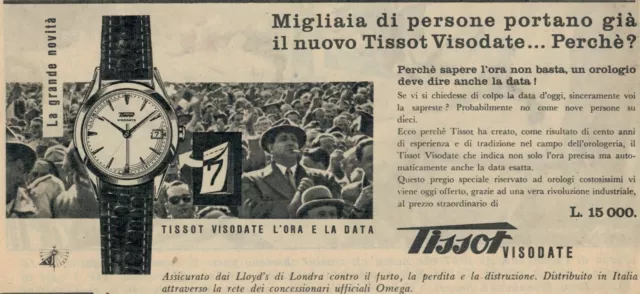 La grande novità
Migliaia di persone portano già
il nuovo Tissot Visodate... Perchè?
Perchè sapere l'ora non basta, un orologio
deve dire anche la data!
Se vi si chiedesse di colpo la data d'oggi, sinceramente voi
la sapreste? Probabilmente no come nove persone su
dieci.
Ecco perchè Tissot ha creato, come risultato di cento anni
di esperienza e di tradizione nel campo dell'orologeria, il
Tissot Visodate che indica non solo l'ora precisa ma auto-
maticamente anche la data esatta.
Questo pregio speciale riservato ad orologi costosissimi vi
viene oggi offerto, grazie ad una vera rivoluzione industriale,
al prezzo straordinario di
L. 15 000.
TISSOT
VISODATE
7
TISSOT VISODATE L'ORA E LA DATA
Tissot
VISODATE
Assicurato dai Lloyd's di Londra contro il furto, la perdita e la distruzione. Distribuito in Italia
attraverso la rete dei concessionari ufficiali Omega.